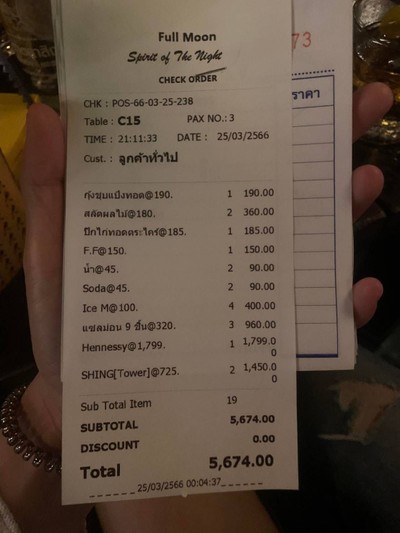 Full Moon
Spirit of The Night
CHECK ORDER
CHK : POS-66-03-25-238
Table : C15 PAX NO.: 3
TIME : 21:11:33 DATE : 25/03/2566
Cust. : ลูกค้าทั่วไป
กุ้งชุบแป้งทอด@190. 1 190.00
สลัดผลไม้@180. 2 360.00
ปีกไก่ทอดตะไคร้@185. 1 185.00
F.F@150. 1 150.00
น้ำ@45. 2 90.00
Soda@45. 2 90.00
Ice M@100. 4 400.00
แซลม่อน 9 ชิ้น@320. 3 960.00
Hennessy@1,799. 1 1,799.0
0
SHING[Tower]@725. 2 1,450.0
0
Sub Total Item 19
SUBTOTAL 5,674.00
DISCOUNT 0.00
Total 5,674.00
25/03/2566 00:04:37
73
ราคา